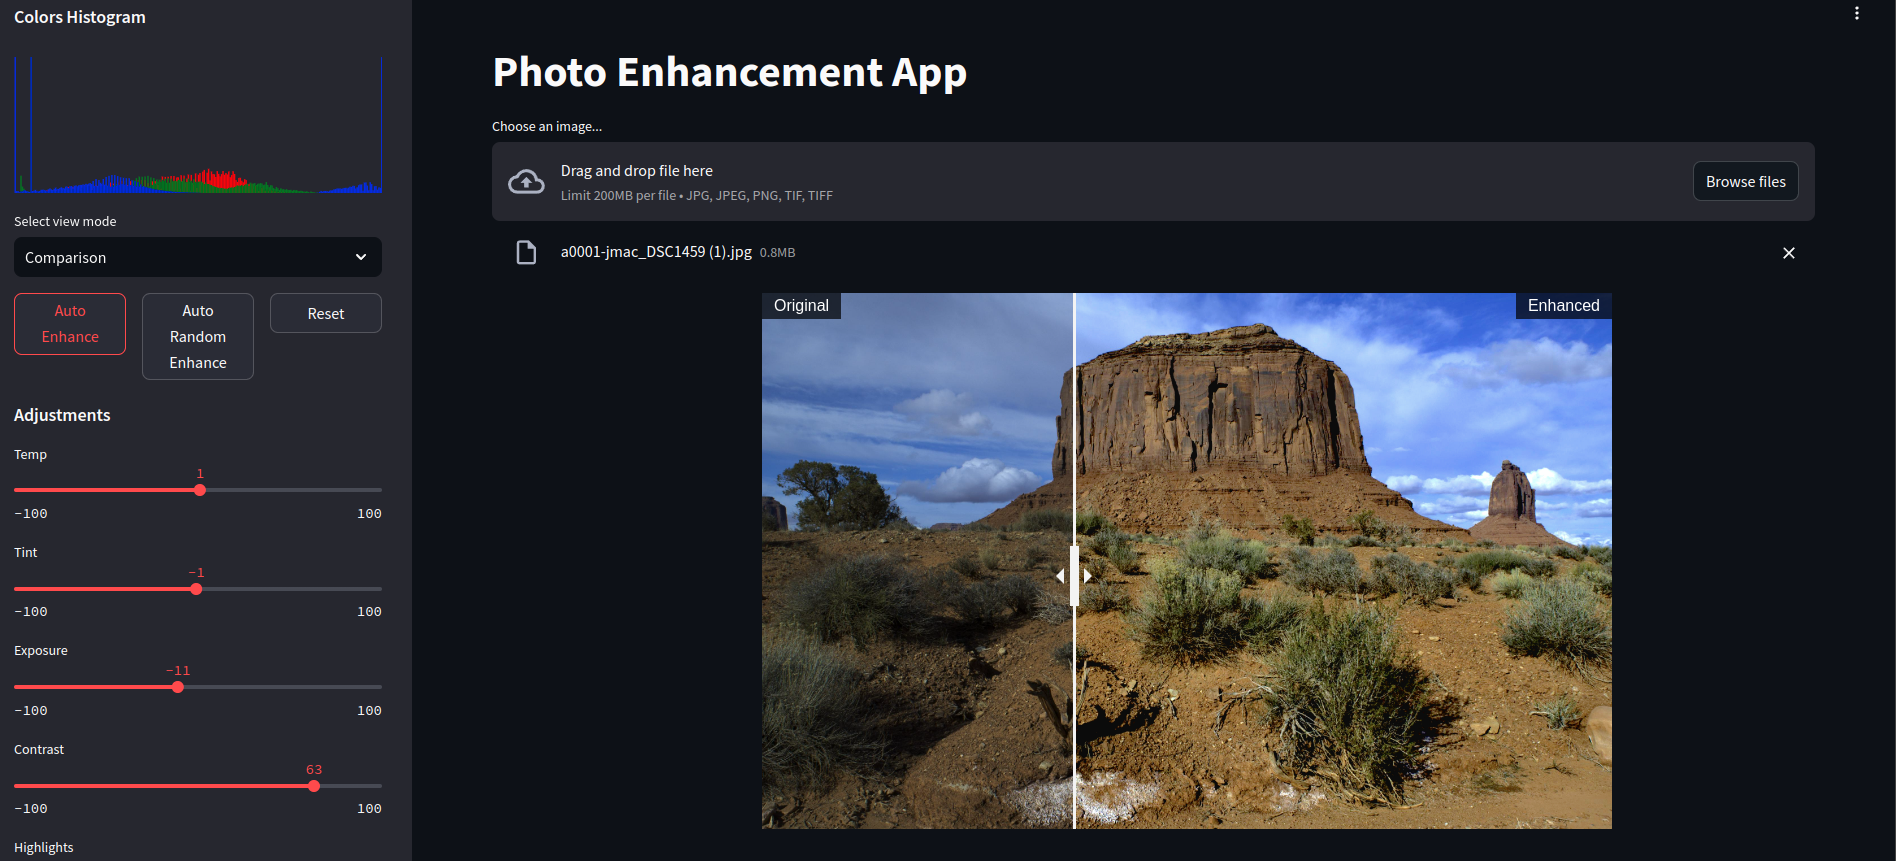 Colors Histogram
Select view mode
Comparison
Auto
Enhance
Auto
Random
Enhance
Reset
Adjustments
Temp
1
-100 100
Tint
-1
-100 100
Exposure
-11
-100 100
Contrast
63
-100 100
Highlights
Photo Enhancement App
Choose an image...
Drag and drop file here
Limit 200MB per file • JPG, JPEG, PNG, TIF, TIFF
Browse files
a0001-jmac_DSC1459 (1).jpg 0.8MB
Original Enhanced